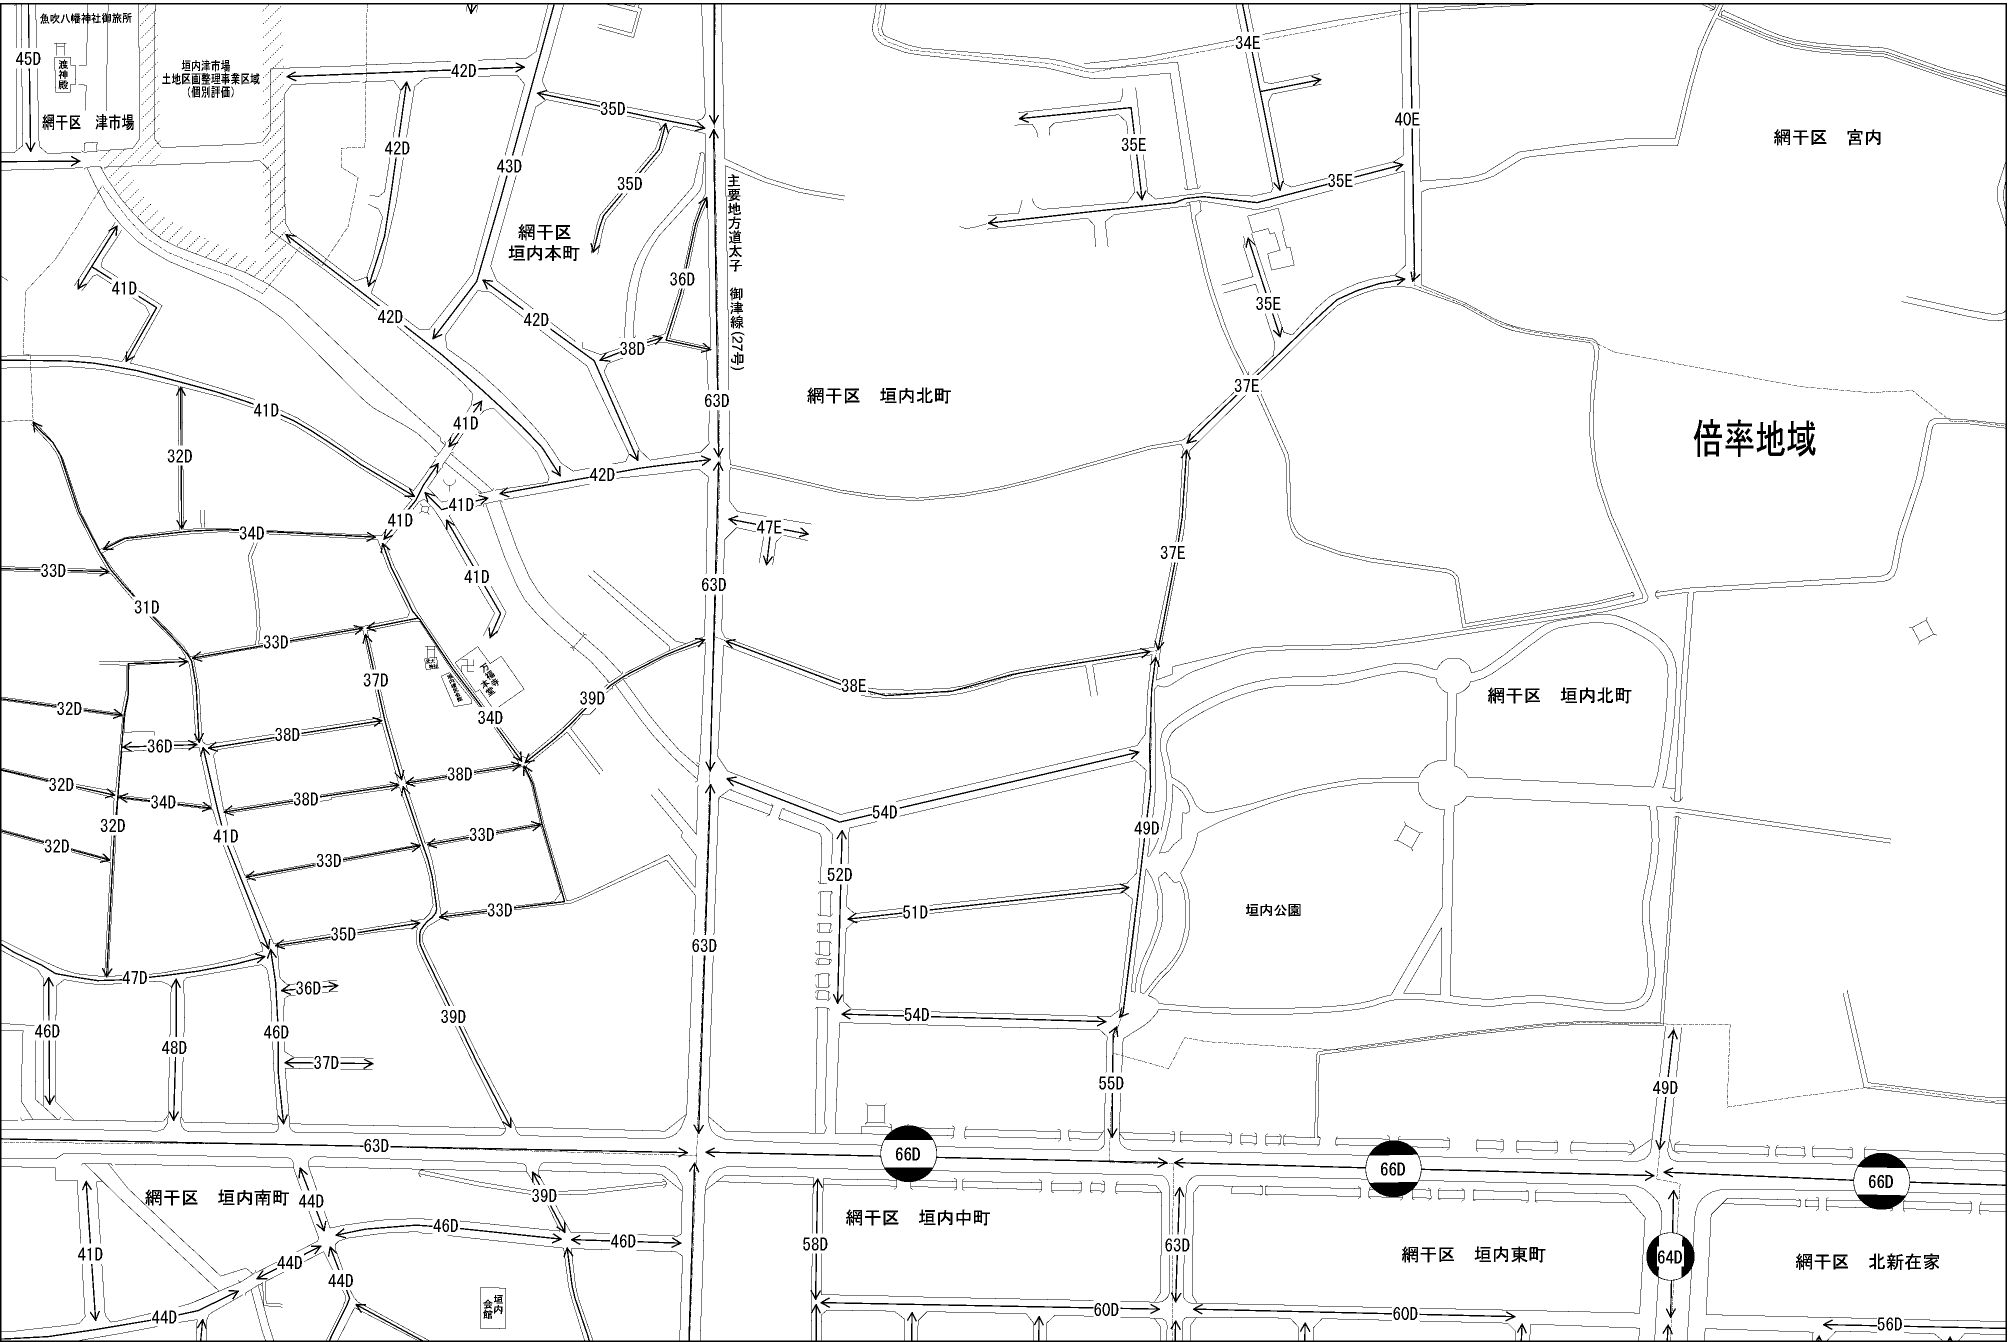 魚吹八幡神社御旅所
45D
渡神殿
垣内津市場
土地区画整理事業区域
(個別評価)
網干区 津市場
42D
35D
34E
40E
42D
43D
35D
35E
35E
網干区 宮内
主要地方道太子 御津線(27号)
網干区
垣内本町
36D
41D
42D
42D
38D
35E
37E
63D
網干区 垣内北町
倍率地域
41D
41D
32D
42D
41D
41D
34D
47E
37E
33D
41D
63D
31D
33D
37D
38E
39D
34D
32D
網干区 垣内北町
36D
38D
38D
32D
34D
38D
54D
49D
32D
41D
33D
33D
32D
52D
51D
33D
垣内公園
35D
63D
47D
36D
46D
48D
46D
39D
37D
54D
55D
49D
63D
66D
66D
66D
網干区 垣内南町
44D
39D
46D
46D
網干区 垣内中町
58D
63D
網干区 垣内東町
64D
網干区 北新在家
41D
44D
44D
44D
垣内
会館
60D
60D
56D